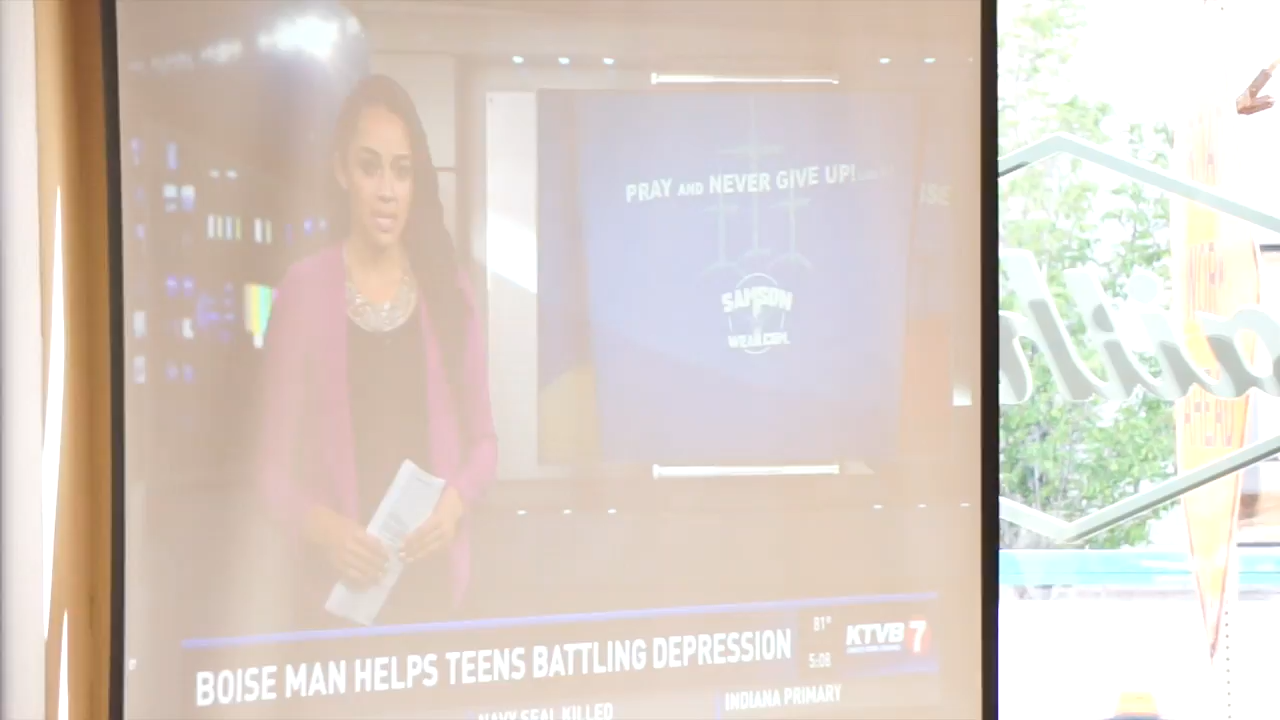 PRAY AND NEVER GIVE UP!
SAMSON
WEAR.COM
BOISE MAN HELPS TEENS BATTLING DEPRESSION
81°
5:08
KTVB 7
NAVY SEAL KILLED
INDIANA PRIMARY
AHEAD